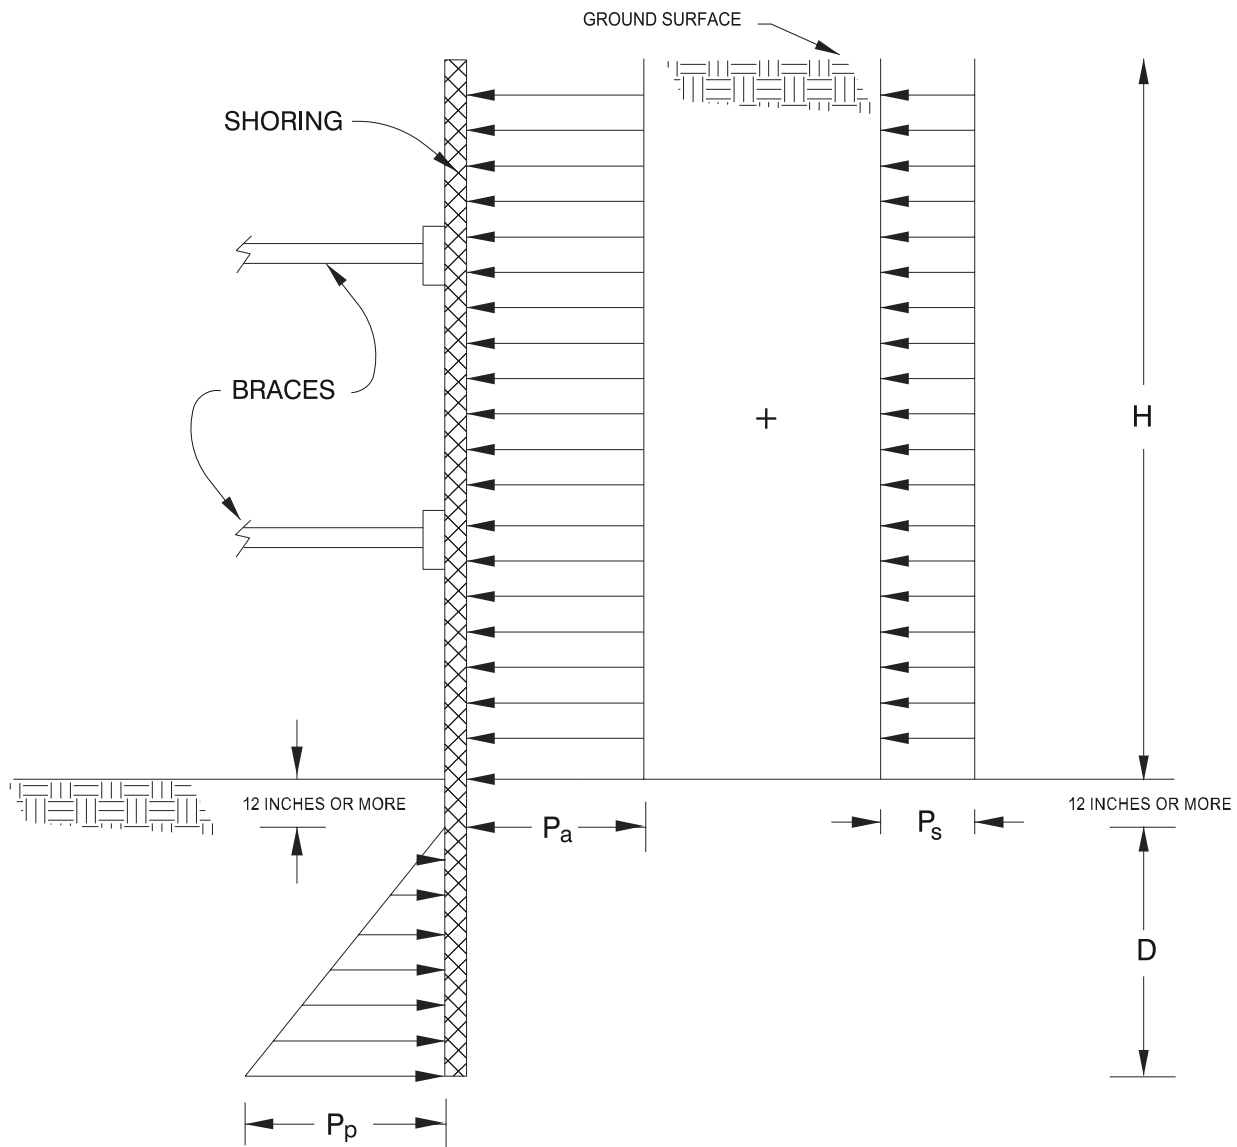 GROUND SURFACE
SHORING
BRACES
+
H
12 INCHES OR MORE
12 INCHES OR MORE
Pa
Ps
D
Pp